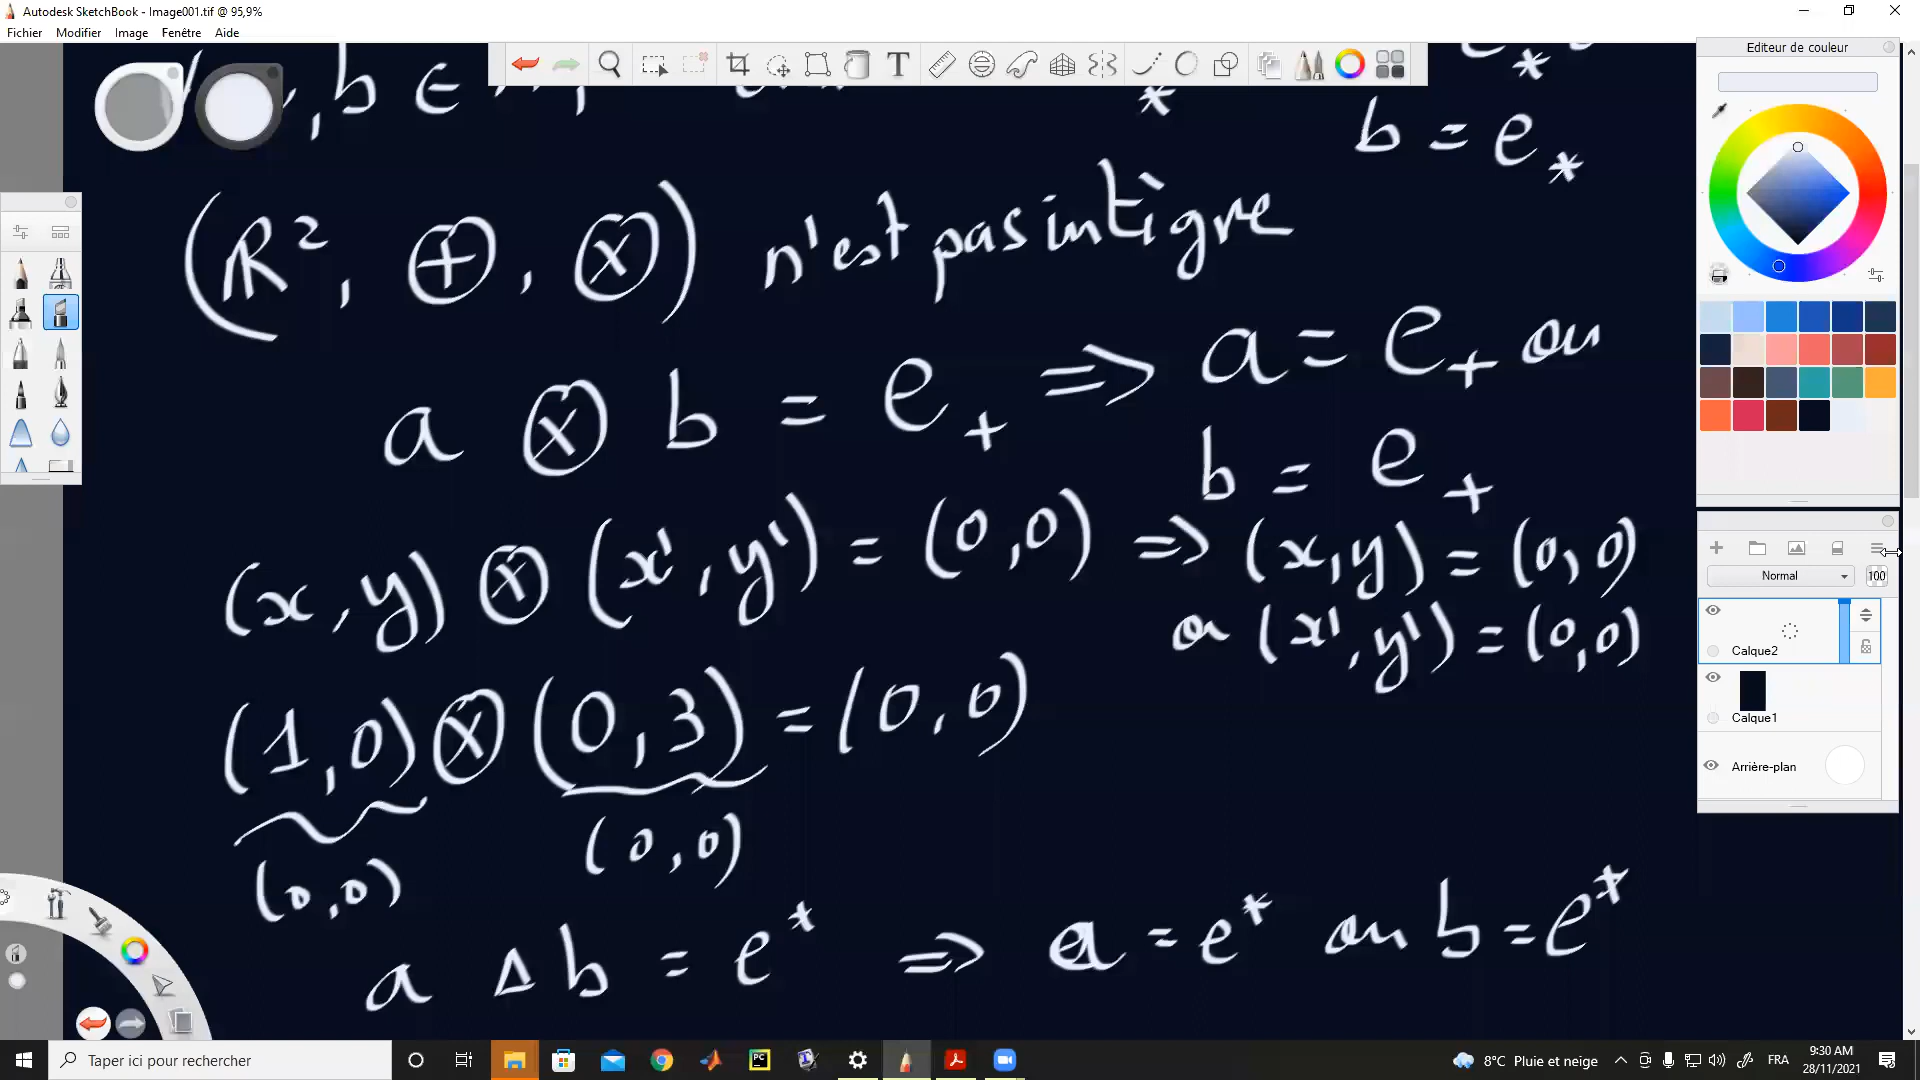 Autodesk SketchBook - Image001.tif @ 95,9%
Fichier Modifier Image Fenêtre Aide
Editeur de couleur
, b ∈
b = e*
(R², ⊕, ⊗) n'est pas intègre
a ⊗ b = e+ => a = e+ ou
b = e+
(x, y) ⊗ (x', y') = (0,0) => (x,y) = (0,0)
ou (x', y') = (0,0)
(1,0) ⊗ (0,3) = (0,0)
(0,0) (0,0)
a Δ b = e* => a = e* ou b = e*
Normal 100
Calque2
Calque1
Arrière-plan
Taper ici pour rechercher
PC
8°C Pluie et neige
FRA
9:30 AM
28/11/2021